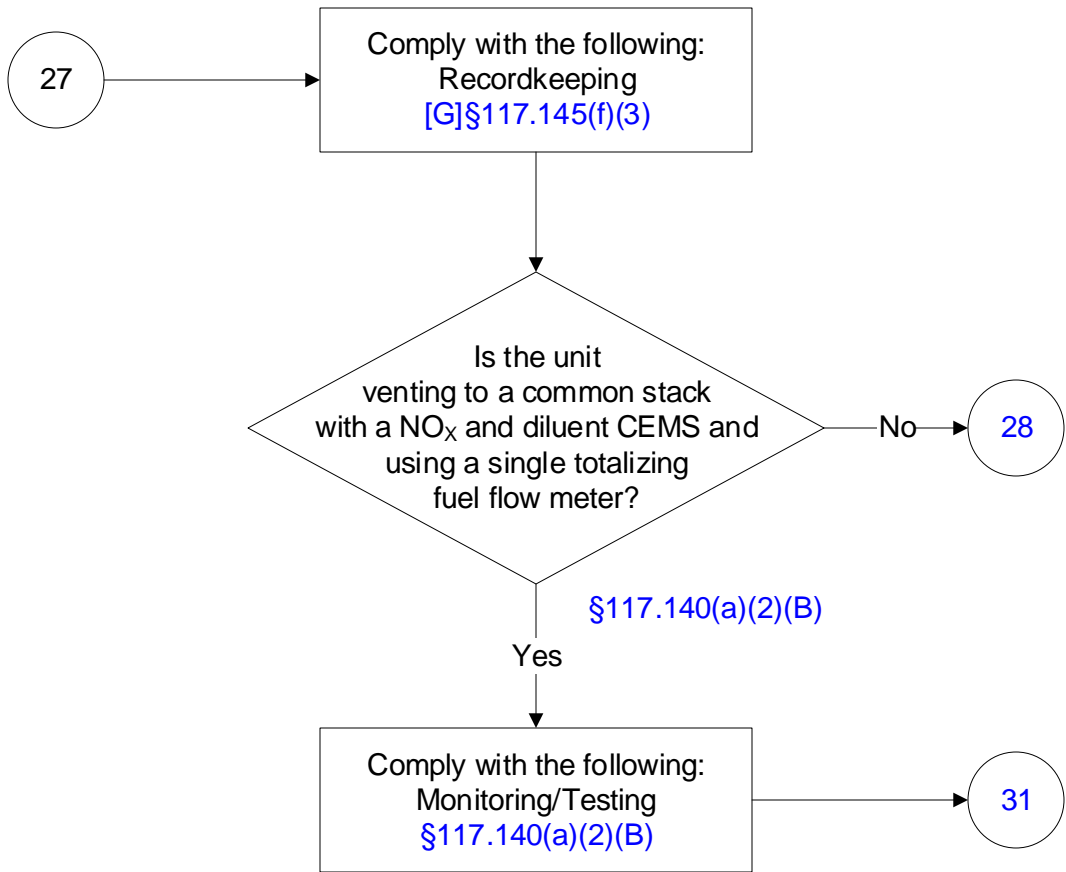 27
Comply with the following:
Recordkeeping
[G]§117.145(f)(3)
Is the unit
venting to a common stack
with a NOX and diluent CEMS and
using a single totalizing
fuel flow meter?
No
28
§117.140(a)(2)(B)
Yes
Comply with the following:
Monitoring/Testing
§117.140(a)(2)(B)
31